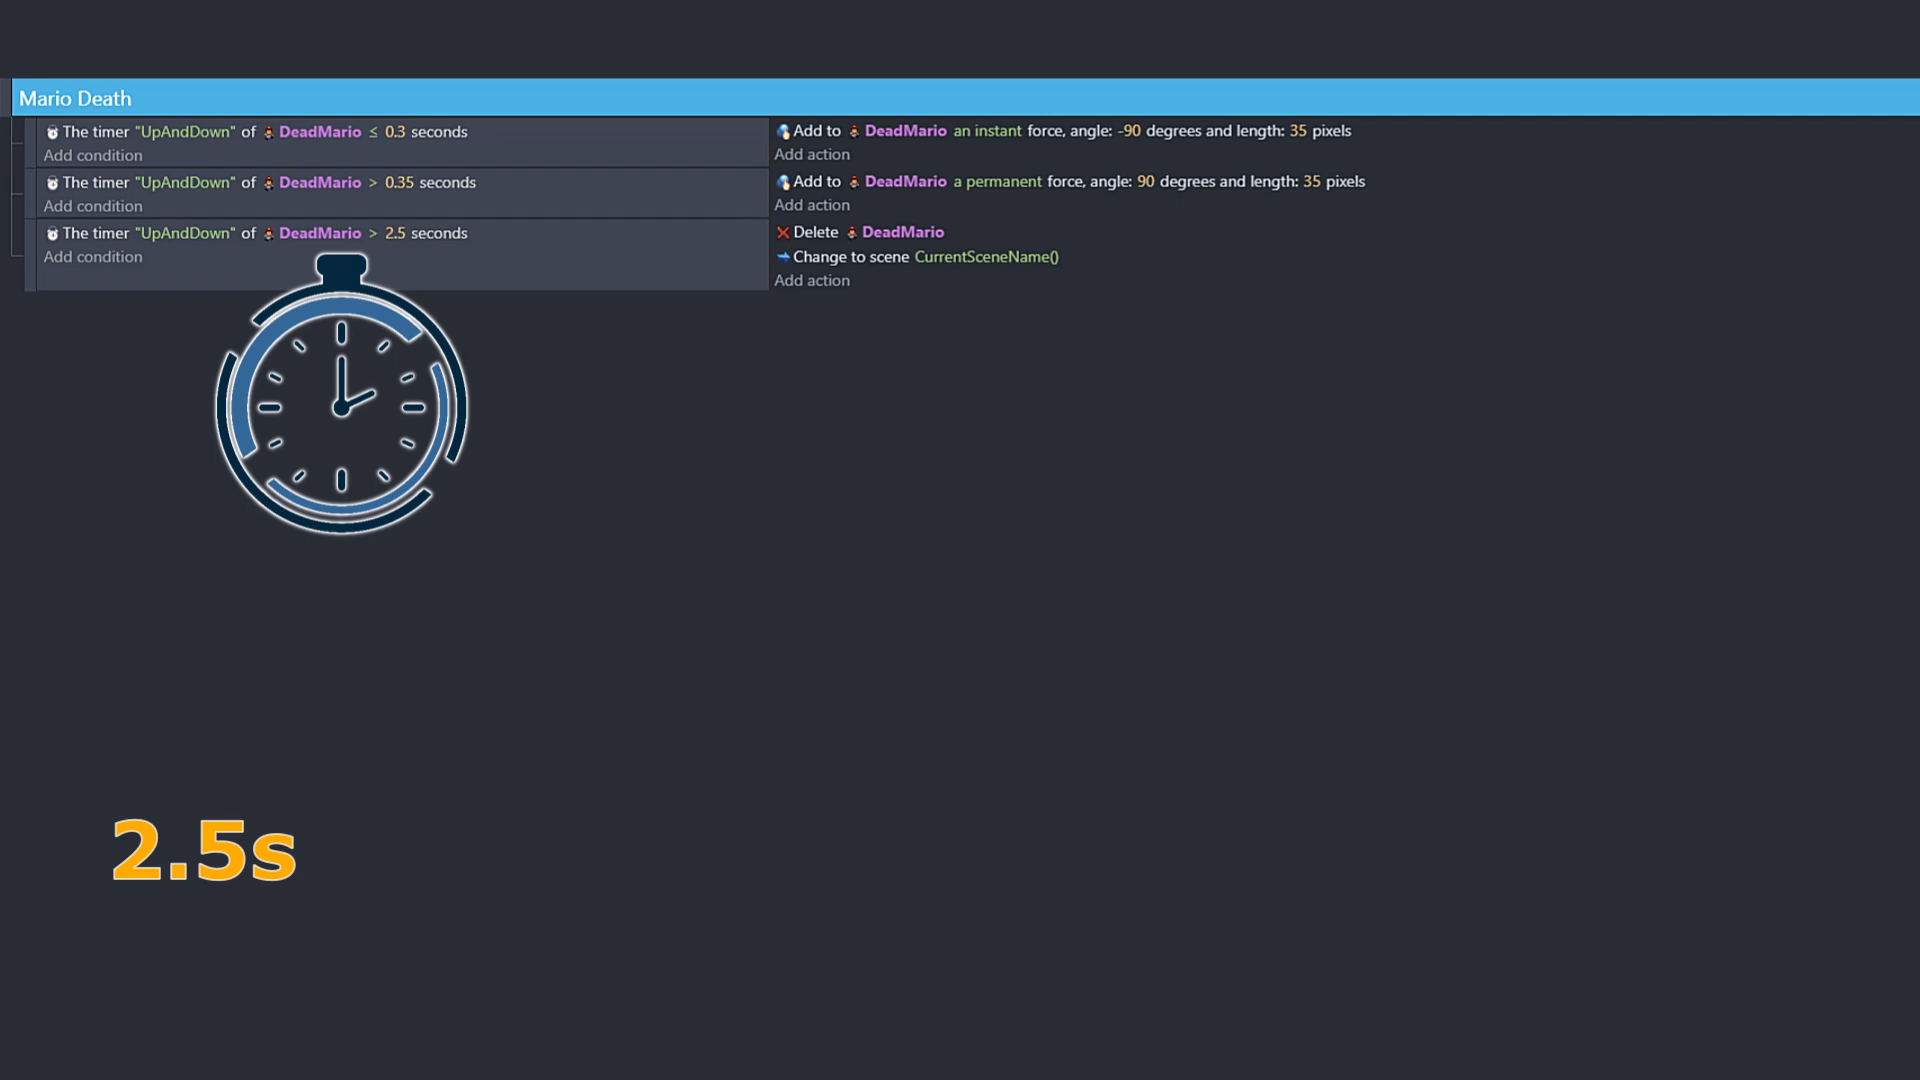 Mario Death
The timer "UpAndDown" of DeadMario ≤ 0.3 seconds
Add condition
Add to DeadMario an instant force, angle: -90 degrees and length: 35 pixels
Add action
The timer "UpAndDown" of DeadMario > 0.35 seconds
Add condition
Add to DeadMario a permanent force, angle: 90 degrees and length: 35 pixels
Add action
The timer "UpAndDown" of DeadMario > 2.5 seconds
Add condition
Delete DeadMario
Change to scene CurrentSceneName()
Add action
2.5s